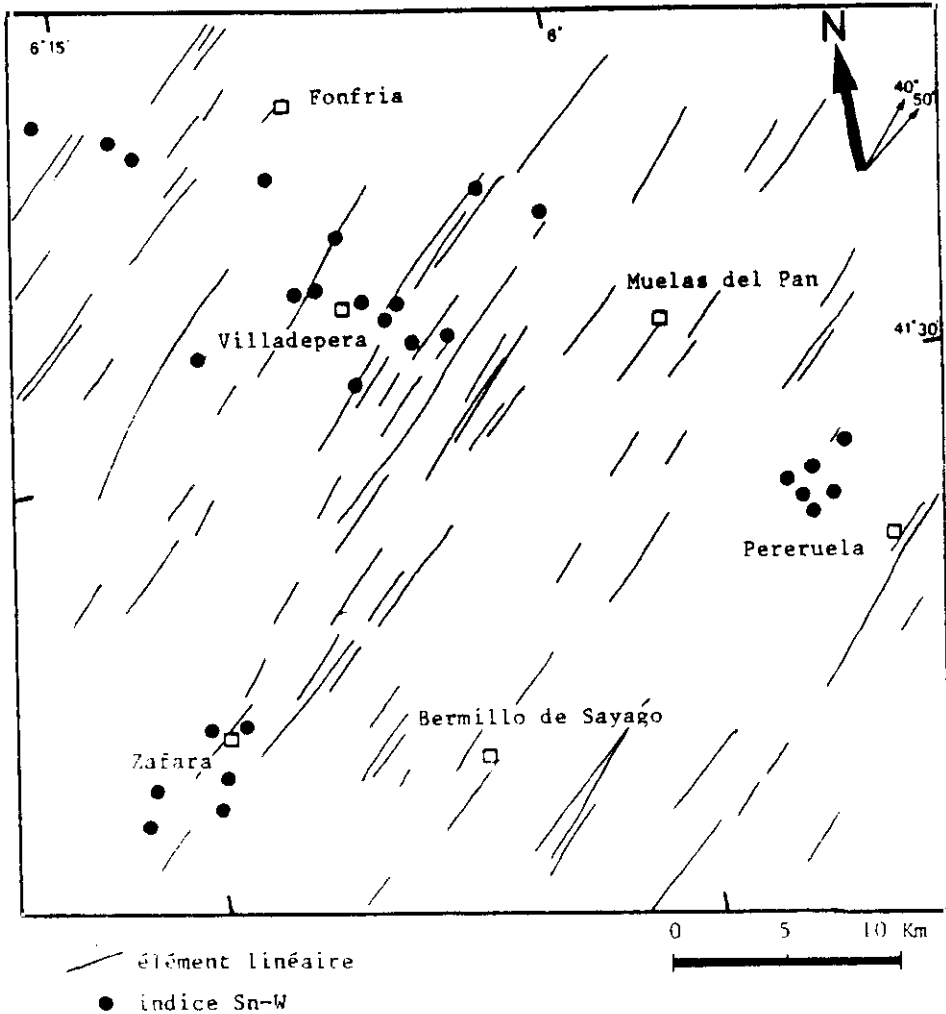 6°15'
6°
N
40°
50°
Fonfria
Muelas del Pan
Villadepera
41°30'
Pereruela
Bermillo de Sayago
Zafara
0 5 10 Km
élément linéaire
indice Sn-W